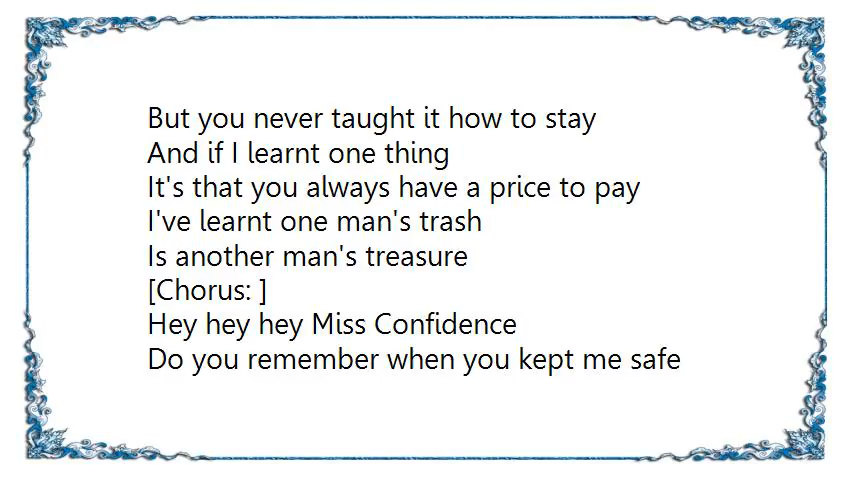 But you never taught it how to stay
And if I learnt one thing
It's that you always have a price to pay
I've learnt one man's trash
Is another man's treasure
[Chorus: ]
Hey hey hey Miss Confidence
Do you remember when you kept me safe